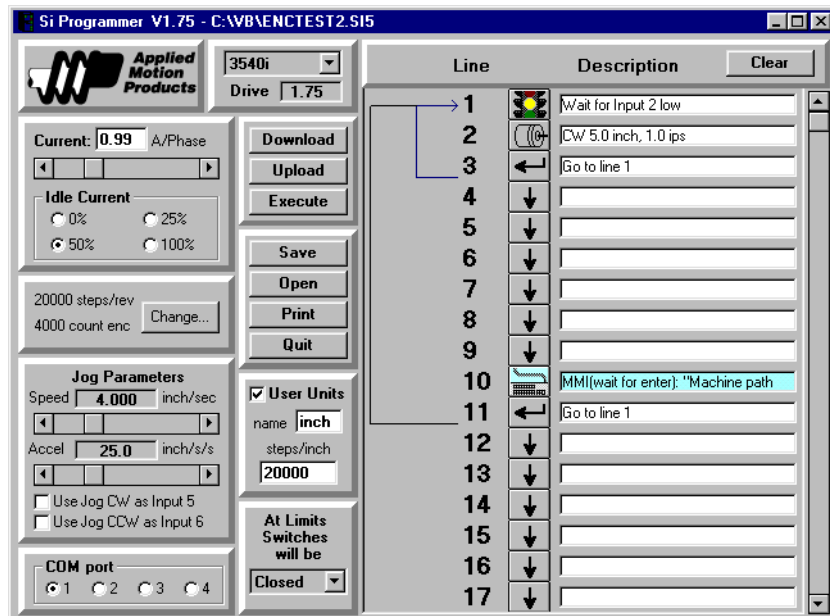 Si Programmer V1.75 - C:\VB\ENCTEST2.SI5
Applied
Motion
Products
3540i
Drive 1.75
Current: 0.99 A/Phase
Idle Current
0% 25%
50% 100%
20000 steps/rev
4000 count enc
Change...
Jog Parameters
Speed 4.000 inch/sec
Accel 25.0 inch/s/s
Use Jog CW as Input 5
Use Jog CCW as Input 6
COM port
1 2 3 4
Download
Upload
Execute
Save
Open
Print
Quit
User Units
name inch
steps/inch
20000
At Limits
Switches
will be
Closed
Line Description Clear
1 Wait for Input 2 low
2 CW 5.0 inch, 1.0 ips
3 Go to line 1
4
5
6
7
8
9
10 MMI(wait for enter): "Machine path
11 Go to line 1
12
13
14
15
16
17